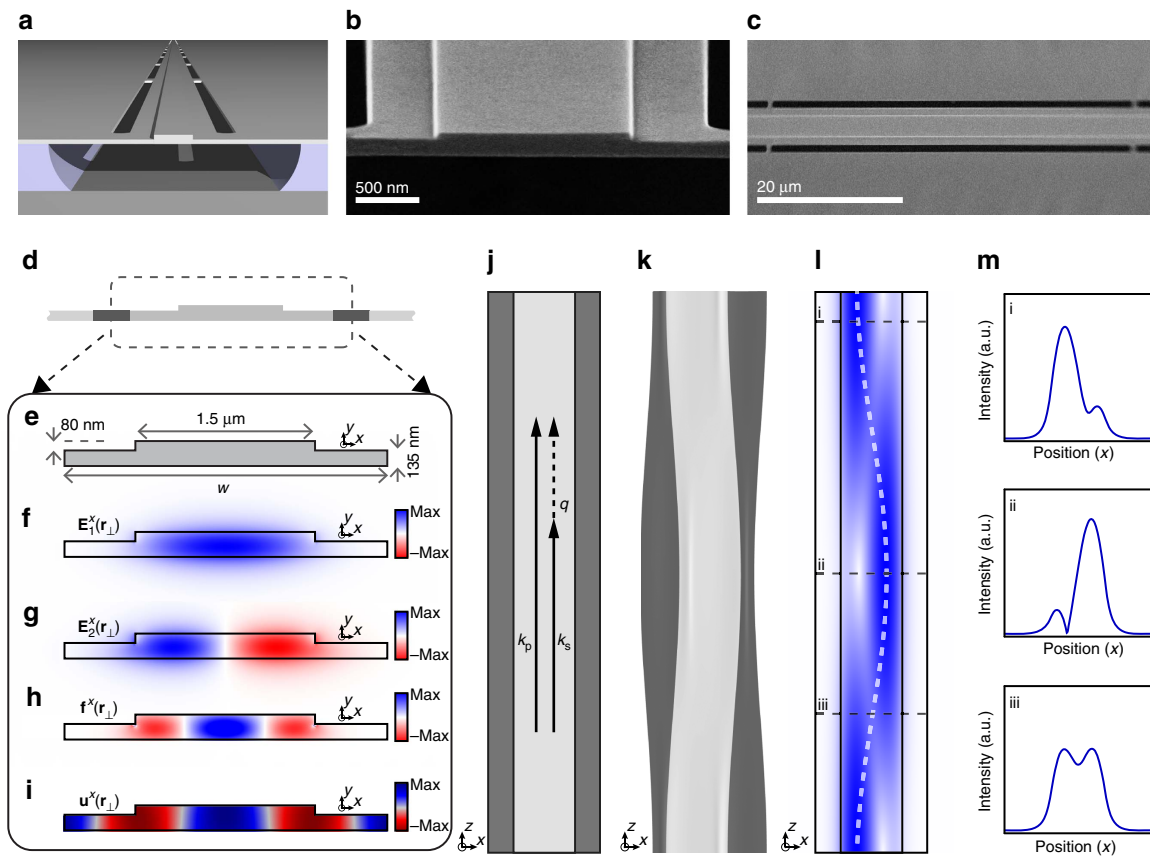 a
b
c
500 nm
20 μm
d
e
80 nm
1.5 μm
y
x
135 nm
w
f
E₁ˣ(r⊥)
y
x
Max
–Max
g
E₂ˣ(r⊥)
y
x
Max
–Max
h
fˣ(r⊥)
y
x
Max
–Max
i
uˣ(r⊥)
y
x
Max
–Max
j
q
kₚ
kₛ
z
x
k
z
x
l
i
ii
iii
z
x
m
i
Intensity (a.u.)
Position (x)
ii
Intensity (a.u.)
Position (x)
iii
Intensity (a.u.)
Position (x)